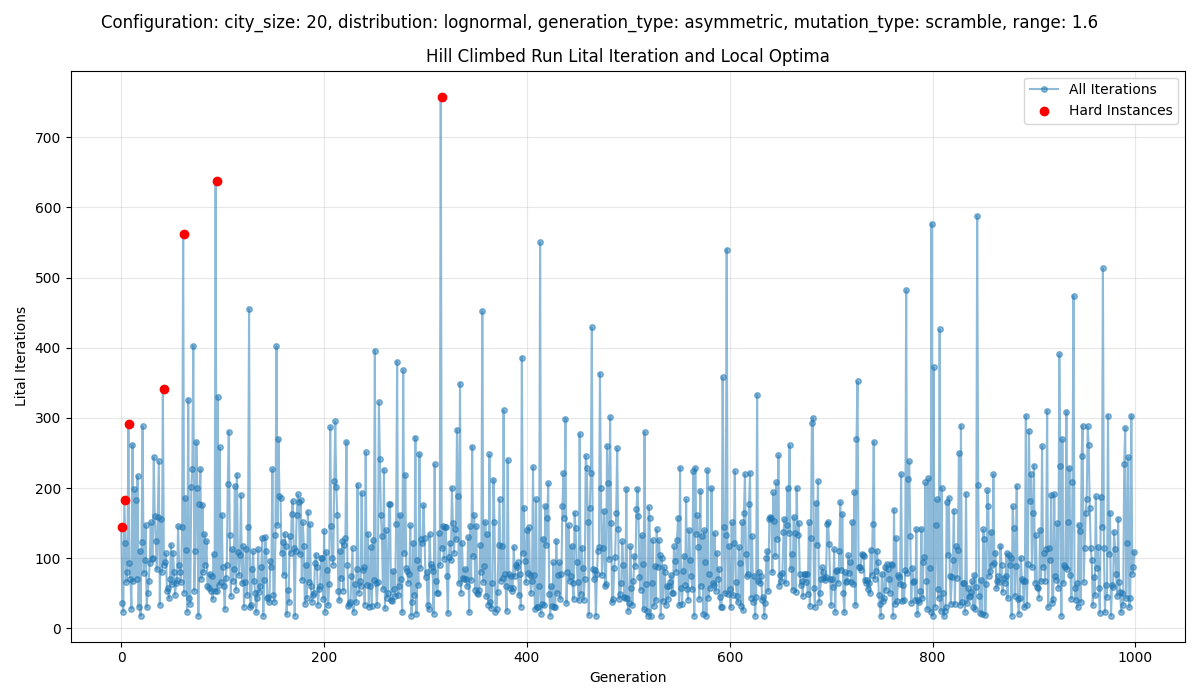 Configuration: city_size: 20, distribution: lognormal, generation_type: asymmetric, mutation_type: scramble, range: 1.6
Hill Climbed Run Lital Iteration and Local Optima
All Iterations
Hard Instances
Lital Iterations
700
600
500
400
300
200
100
0
0
200
400
600
800
1000
Generation